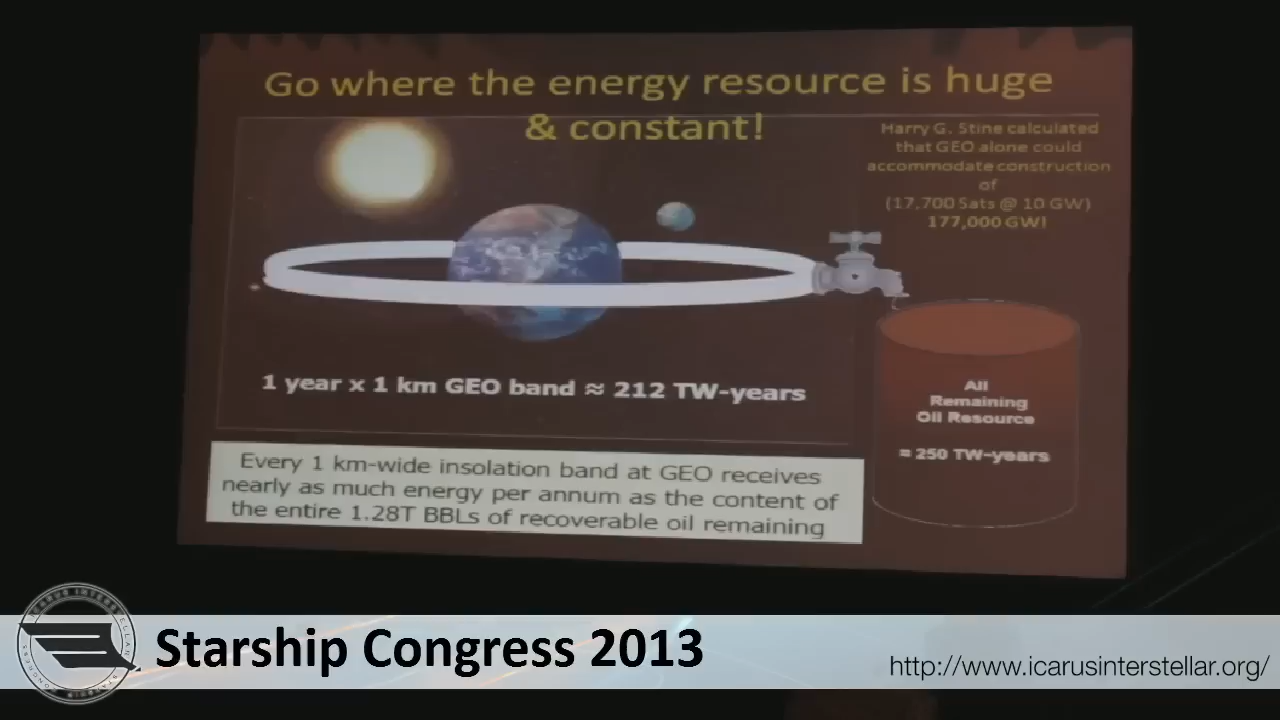 Go where the energy resource is huge
& constant!
Harry G. Stine calculated
that GEO alone could
accommodate construction
of
(17,700 Sats @ 10 GW)
177,000 GW!
1 year x 1 km GEO band ≈ 212 TW-years
All
Remaining
Oil Resource
≈ 250 TW-years
Every 1 km-wide insolation band at GEO receives
nearly as much energy per annum as the content of
the entire 1.28T BBLs of recoverable oil remaining
ICARUS INTERSTELLAR
STARSHIP CONGRESS
Starship Congress 2013
http://www.icarusinterstellar.org/